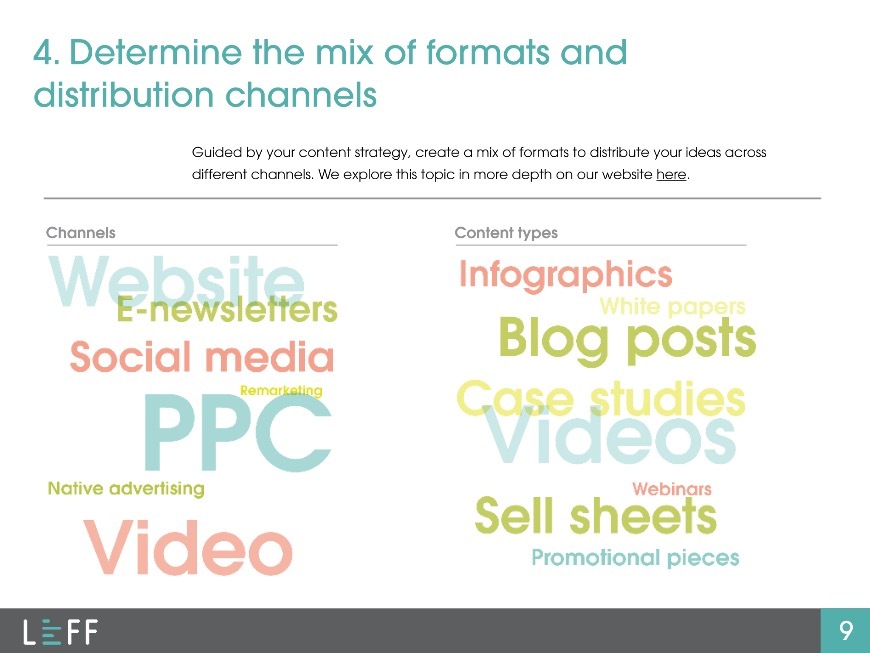 4. Determine the mix of formats and
distribution channels
Guided by your content strategy, create a mix of formats to distribute your ideas across
different channels. We explore this topic in more depth on our website here.
Channels
Website
E-newsletters
Social media
Remarketing
PPC
Native advertising
Video
Content types
Infographics
White papers
Blog posts
Case studies
Videos
Webinars
Sell sheets
Promotional pieces
LEFF
9